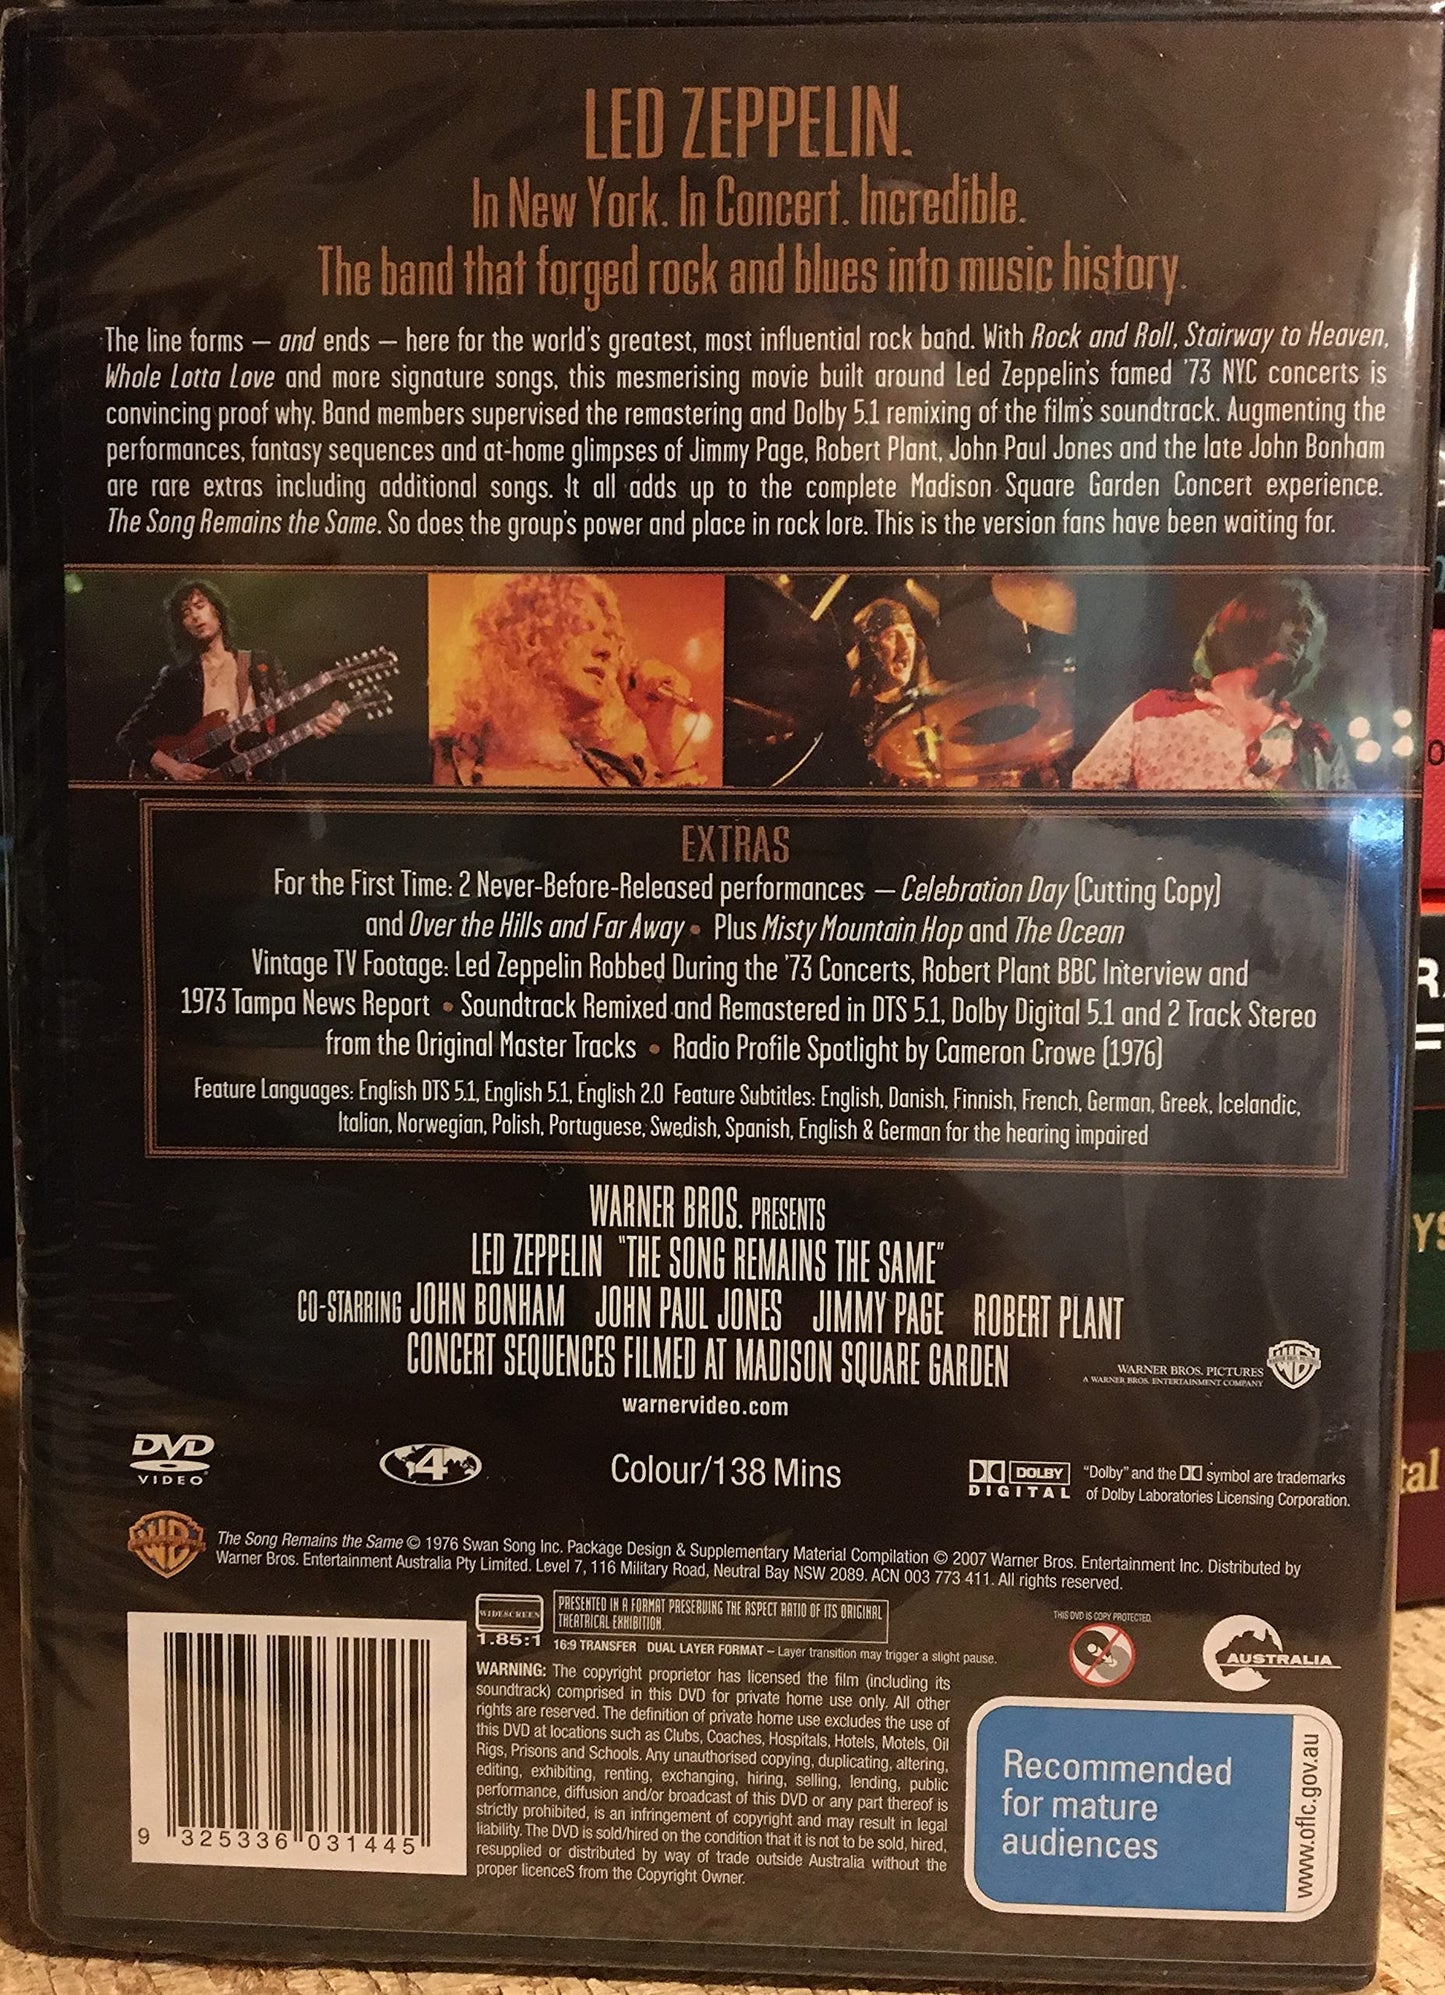 LED ZEPPELIN.
In New York. In Concert. Incredible.
The band that forged rock and blues into music history.
The line forms – and ends – here for the world's greatest, most influential rock band. With Rock and Roll, Stairway to Heaven,
Whole Lotta Love and more signature songs, this mesmerising movie built around Led Zeppelin's famed '73 NYC concerts is
convincing proof why. Band members supervised the remastering and Dolby 5.1 remixing of the film's soundtrack. Augmenting the
performances, fantasy sequences and at-home glimpses of Jimmy Page, Robert Plant, John Paul Jones and the late John Bonham
are rare extras including additional songs. It all adds up to the complete Madison Square Garden Concert experience.
The Song Remains the Same. So does the group's power and place in rock lore. This is the version fans have been waiting for.
EXTRAS
For the First Time: 2 Never-Before-Released performances – Celebration Day (Cutting Copy)
and Over the Hills and Far Away • Plus Misty Mountain Hop and The Ocean
Vintage TV Footage: Led Zeppelin Robbed During the '73 Concerts, Robert Plant BBC Interview and
1973 Tampa News Report • Soundtrack Remixed and Remastered in DTS 5.1, Dolby Digital 5.1 and 2 Track Stereo
from the Original Master Tracks • Radio Profile Spotlight by Cameron Crowe (1976)
Feature Languages: English DTS 5.1, English 5.1, English 2.0 Feature Subtitles: English, Danish, Finnish, French, German, Greek, Icelandic,
Italian, Norwegian, Polish, Portuguese, Swedish, Spanish, English & German for the hearing impaired
WARNER BROS. PRESENTS
LED ZEPPELIN "THE SONG REMAINS THE SAME"
CO-STARRING JOHN BONHAM JOHN PAUL JONES JIMMY PAGE ROBERT PLANT
CONCERT SEQUENCES FILMED AT MADISON SQUARE GARDEN
WARNER BROS. PICTURES
A WARNER BROS. ENTERTAINMENT COMPANY
warnervideo.com
DVD
VIDEO
4
Colour/138 Mins
DOLBY
DIGITAL
"Dolby" and the DD symbol are trademarks
of Dolby Laboratories Licensing Corporation.
The Song Remains the Same © 1976 Swan Song Inc. Package Design & Supplementary Material Compilation © 2007 Warner Bros. Entertainment Inc. Distributed by
Warner Bros. Entertainment Australia Pty Limited. Level 7, 116 Military Road, Neutral Bay NSW 2089. ACN 003 773 411. All rights reserved.
WIDESCREEN
1.85:1
PRESENTED IN A FORMAT PRESERVING THE ASPECT RATIO OF ITS ORIGINAL
THEATRICAL EXHIBITION.
16:9 TRANSFER DUAL LAYER FORMAT – Layer transition may trigger a slight pause.
WARNING: The copyright proprietor has licensed the film (including its
soundtrack) comprised in this DVD for private home use only. All other
rights are reserved. The definition of private home use excludes the use of
this DVD at locations such as Clubs, Coaches, Hospitals, Hotels, Motels, Oil
Rigs, Prisons and Schools. Any unauthorised copying, duplicating, altering,
editing, exhibiting, renting, exchanging, hiring, selling, lending, public
performance, diffusion and/or broadcast of this DVD or any part thereof is
strictly prohibited, is an infringement of copyright and may result in legal
liability. The DVD is sold/hired on the condition that it is not to be sold, hired,
resupplied or distributed by way of trade outside Australia without the
proper licenceS from the Copyright Owner.
THIS DVD IS COPY PROTECTED.
AUSTRALIA
Recommended
for mature
audiences
www.oflc.gov.au
9 325336 031445